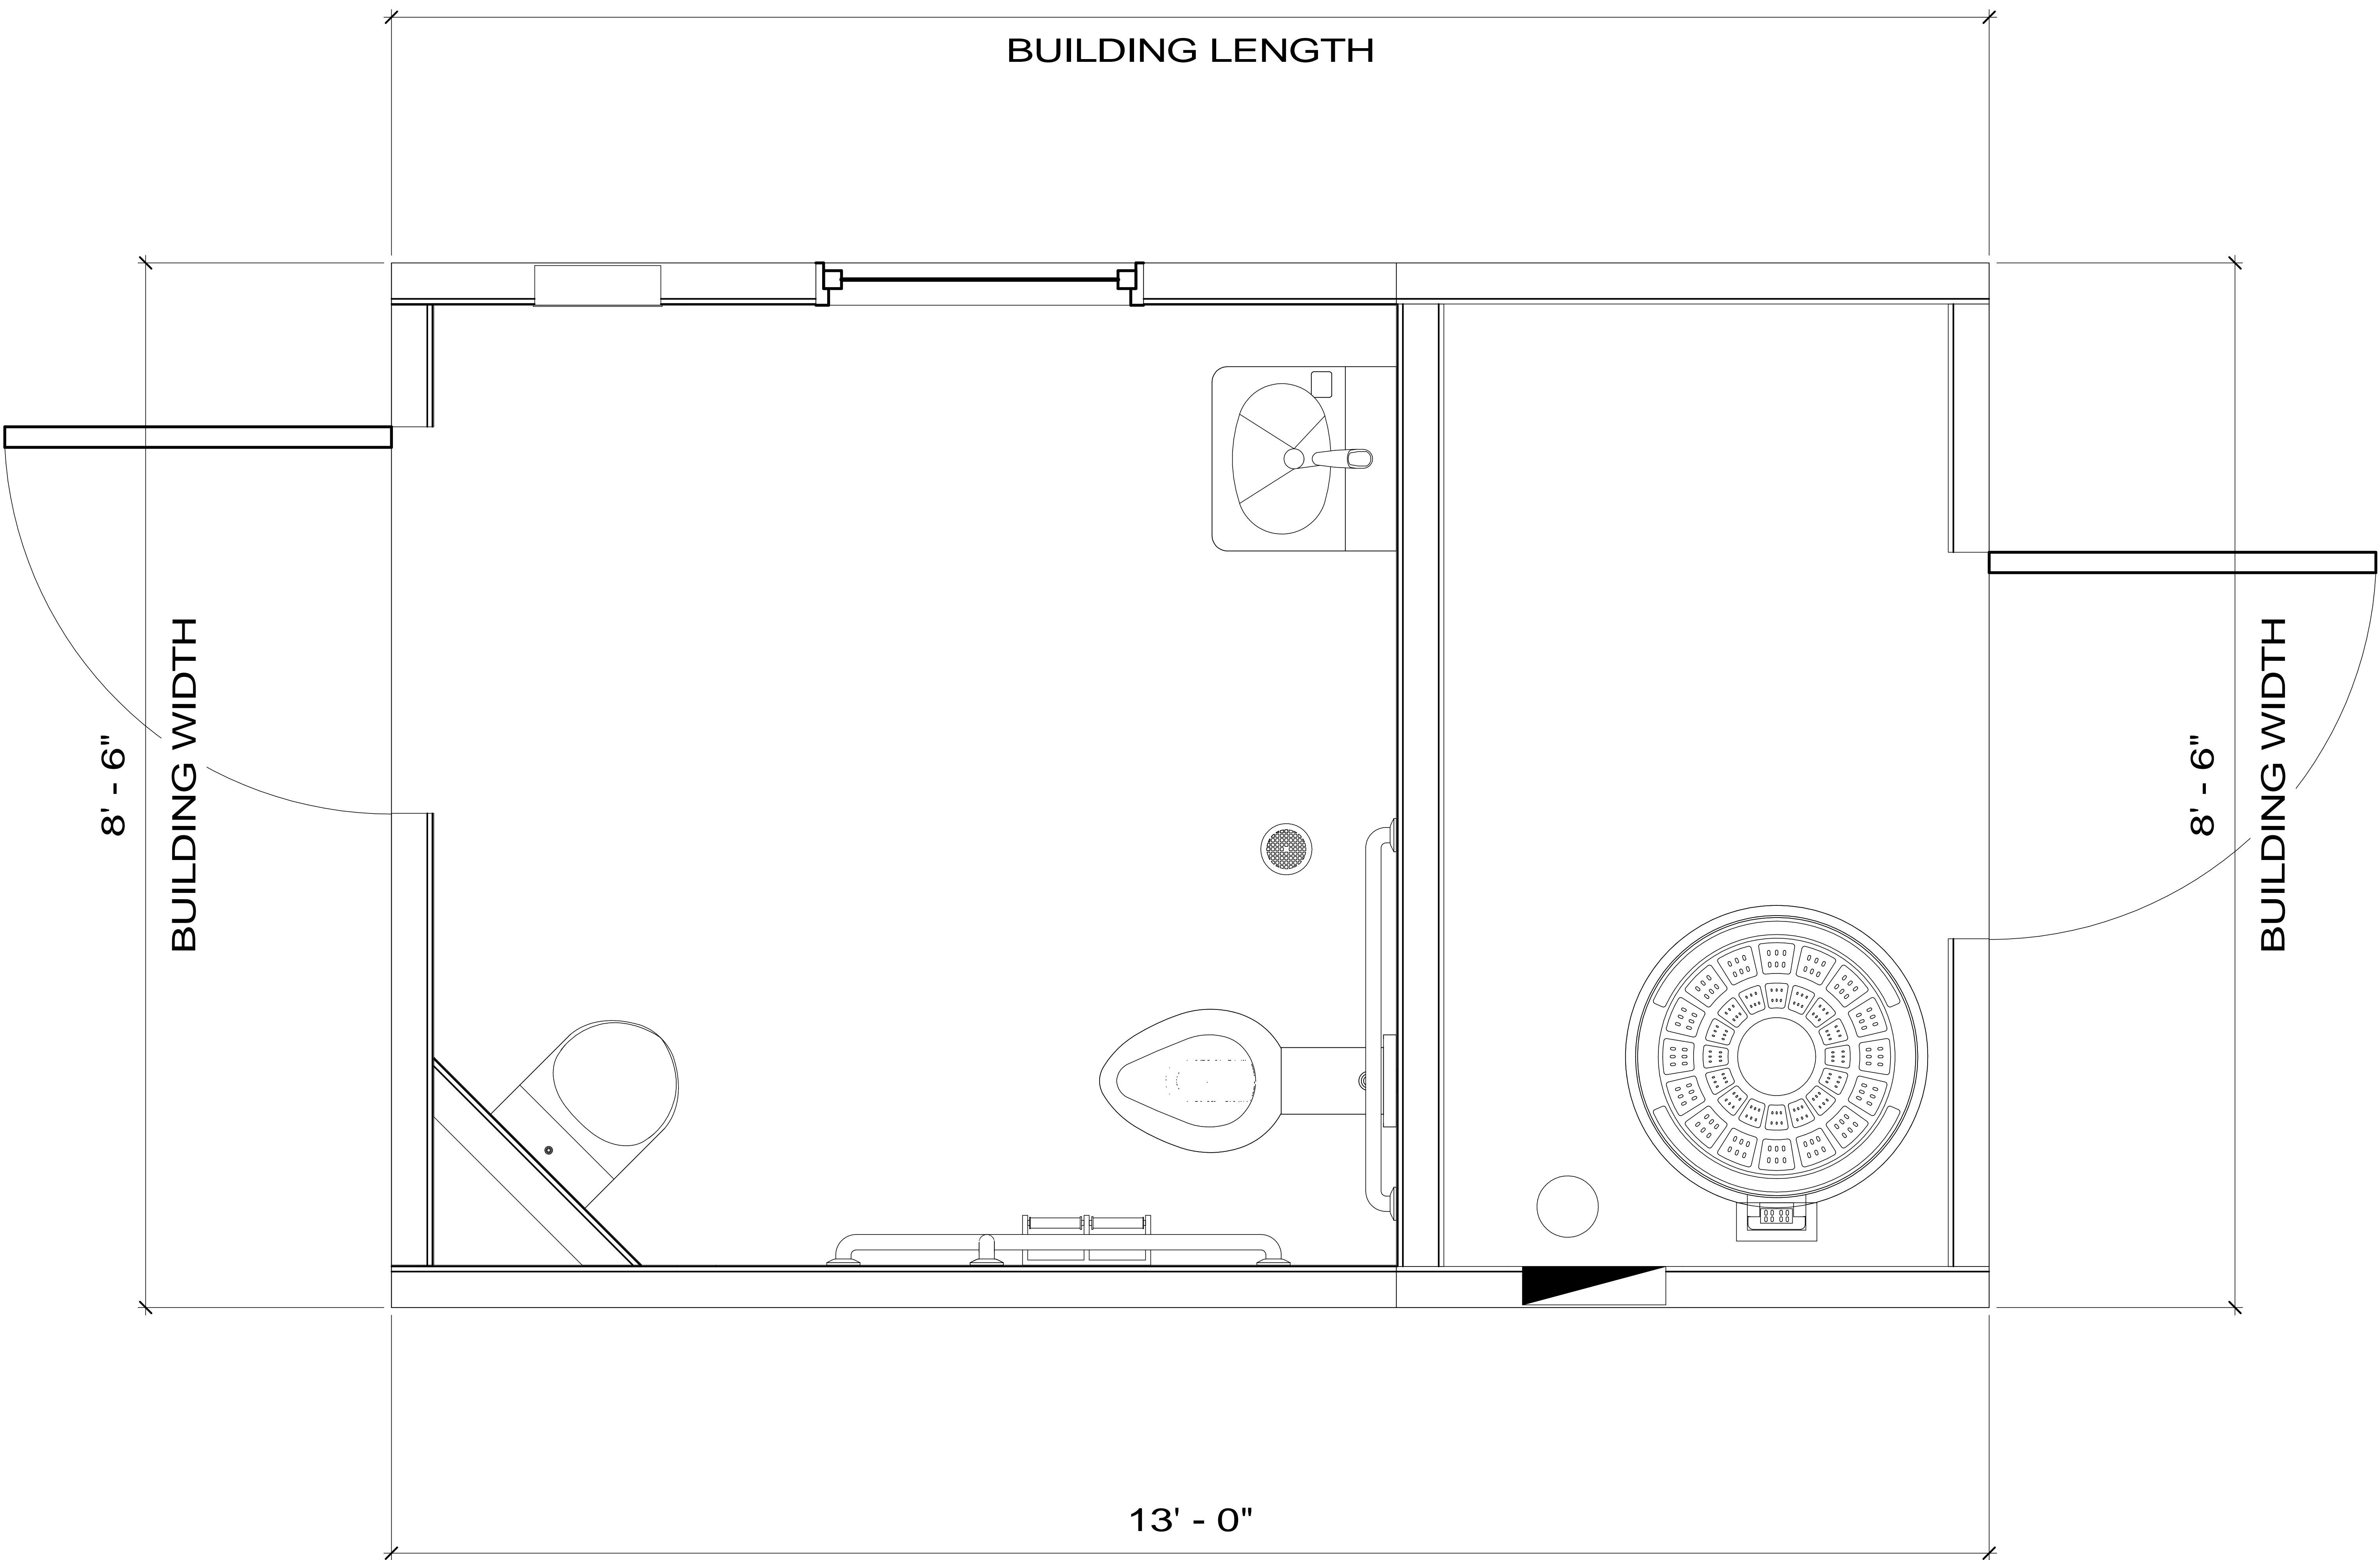 BUILDING LENGTH
8' - 6"
BUILDING WIDTH
8' - 6"
BUILDING WIDTH
13' - 0"